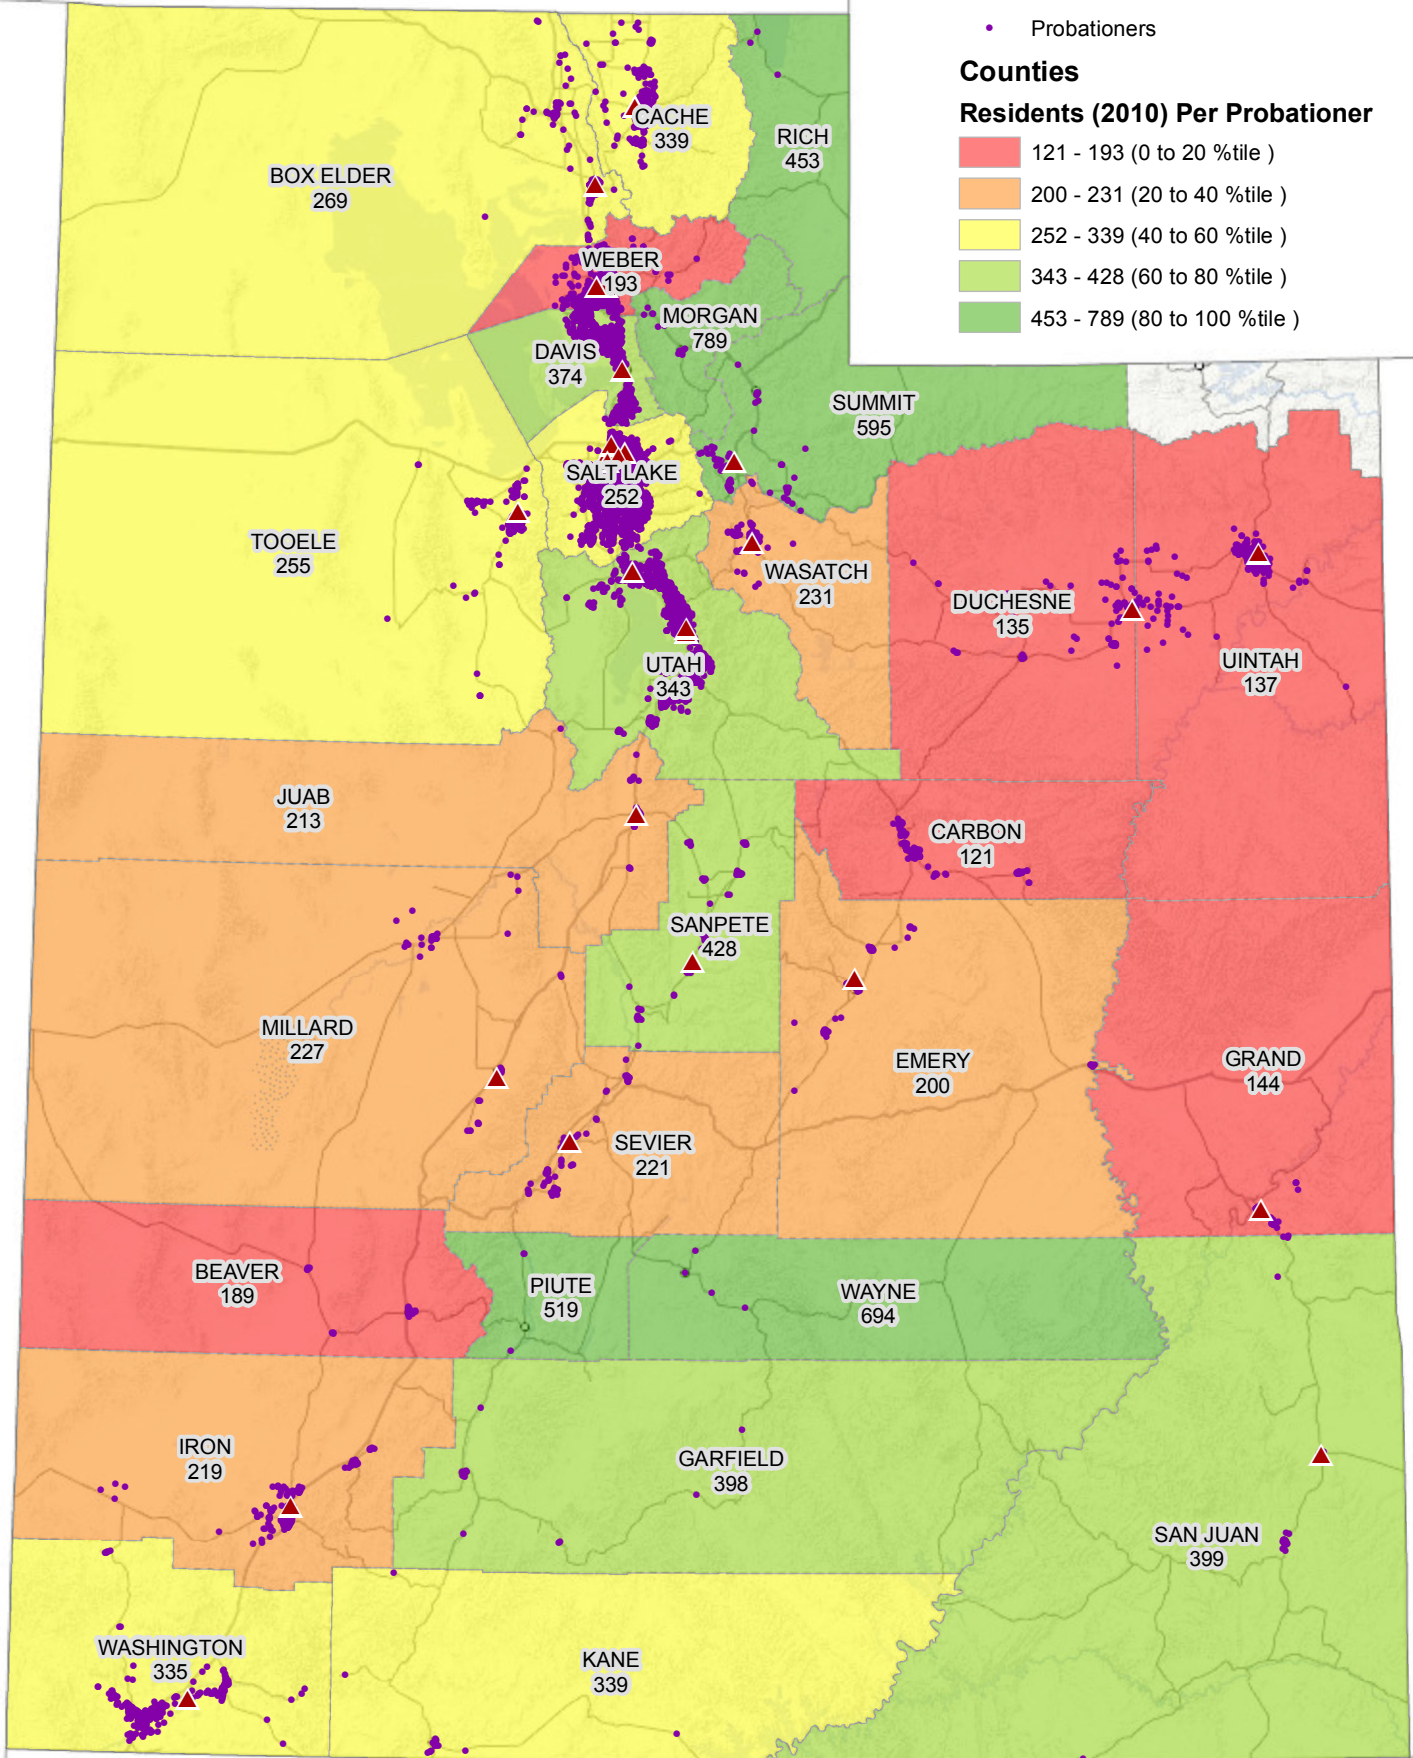 Probationers
Counties
Residents (2010) Per Probationer
121 - 193 (0 to 20 %tile )
200 - 231 (20 to 40 %tile )
252 - 339 (40 to 60 %tile )
343 - 428 (60 to 80 %tile )
453 - 789 (80 to 100 %tile )
CACHE
339
RICH
453
BOX ELDER
269
WEBER
193
MORGAN
789
DAVIS
374
SUMMIT
595
SALT LAKE
252
TOOELE
255
WASATCH
231
DUCHESNE
135
UINTAH
137
UTAH
343
JUAB
213
CARBON
121
SANPETE
428
MILLARD
227
EMERY
200
GRAND
144
SEVIER
221
BEAVER
189
PIUTE
519
WAYNE
694
IRON
219
GARFIELD
398
SAN JUAN
399
WASHINGTON
335
KANE
339